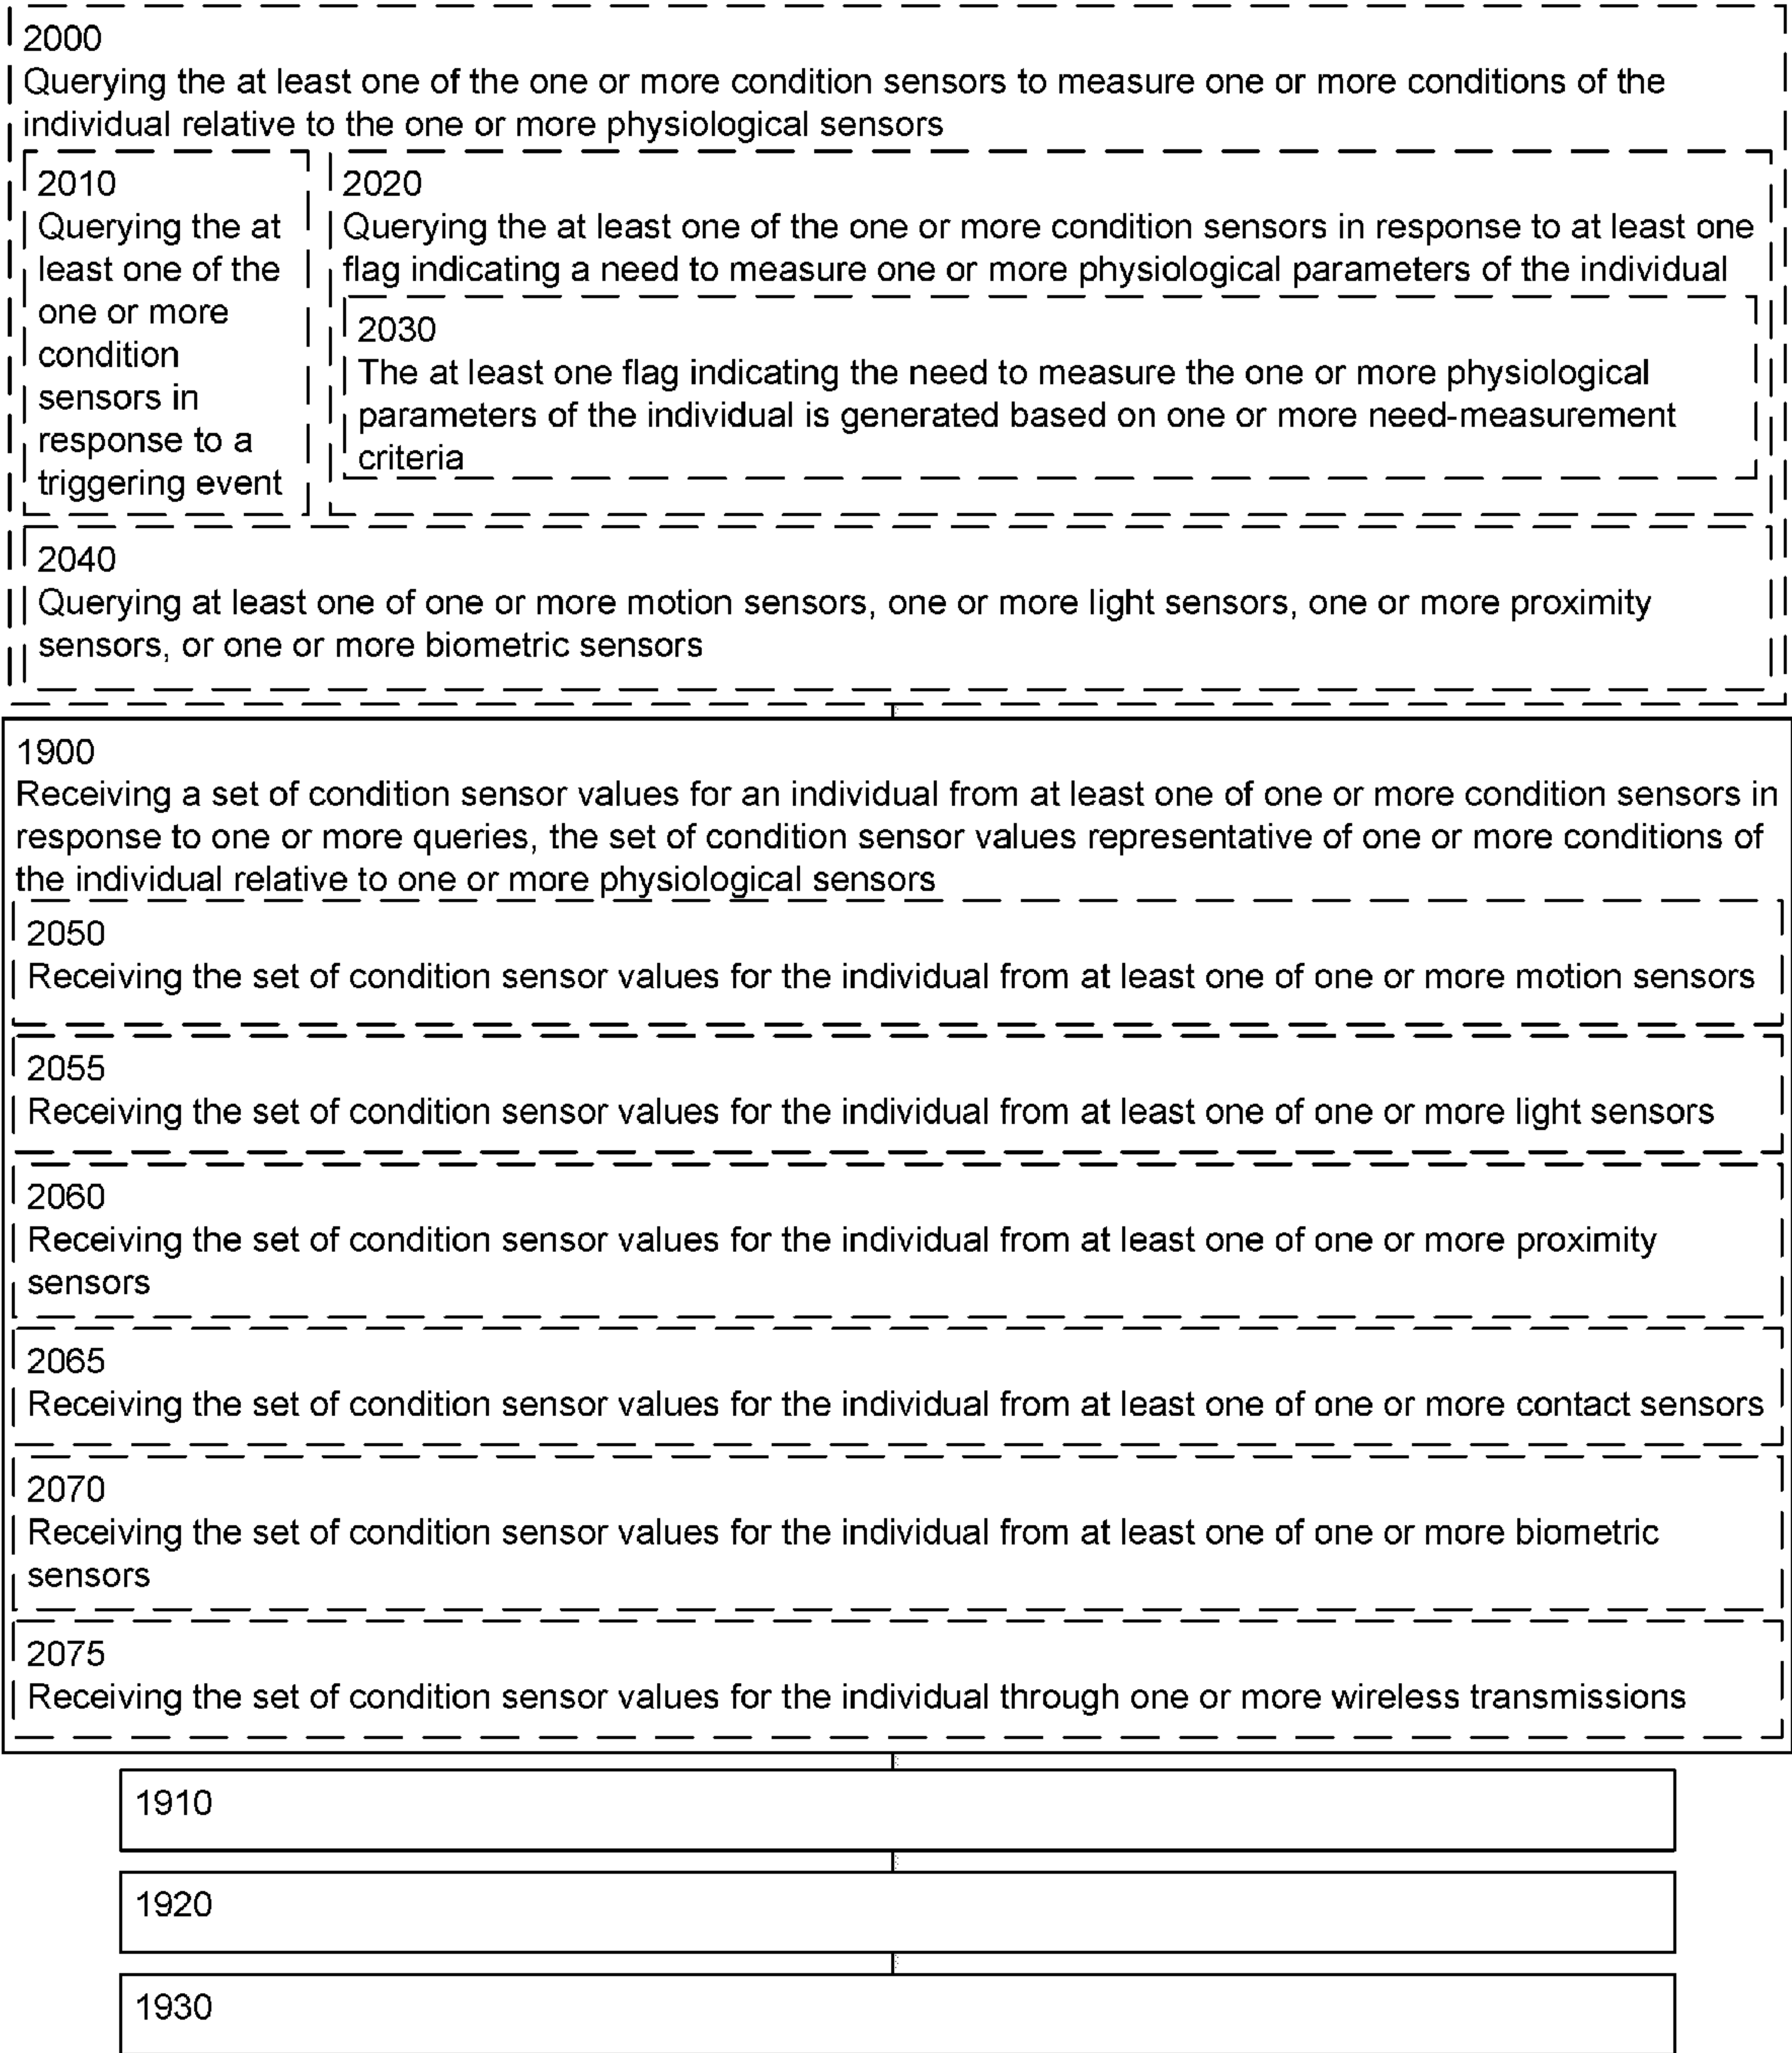 2000
Querying the at least one of the one or more condition sensors to measure one or more conditions of the
individual relative to the one or more physiological sensors
2010
Querying the at
least one of the
one or more
condition
sensors in
response to a
triggering event
2020
Querying the at least one of the one or more condition sensors in response to at least one
flag indicating a need to measure one or more physiological parameters of the individual
2030
The at least one flag indicating the need to measure the one or more physiological
parameters of the individual is generated based on one or more need-measurement
criteria
2040
Querying at least one of one or more motion sensors, one or more light sensors, one or more proximity
sensors, or one or more biometric sensors
1900
Receiving a set of condition sensor values for an individual from at least one of one or more condition sensors in
response to one or more queries, the set of condition sensor values representative of one or more conditions of
the individual relative to one or more physiological sensors
2050
Receiving the set of condition sensor values for the individual from at least one of one or more motion sensors
2055
Receiving the set of condition sensor values for the individual from at least one of one or more light sensors
2060
Receiving the set of condition sensor values for the individual from at least one of one or more proximity
sensors
2065
Receiving the set of condition sensor values for the individual from at least one of one or more contact sensors
2070
Receiving the set of condition sensor values for the individual from at least one of one or more biometric
sensors
2075
Receiving the set of condition sensor values for the individual through one or more wireless transmissions
1910
1920
1930